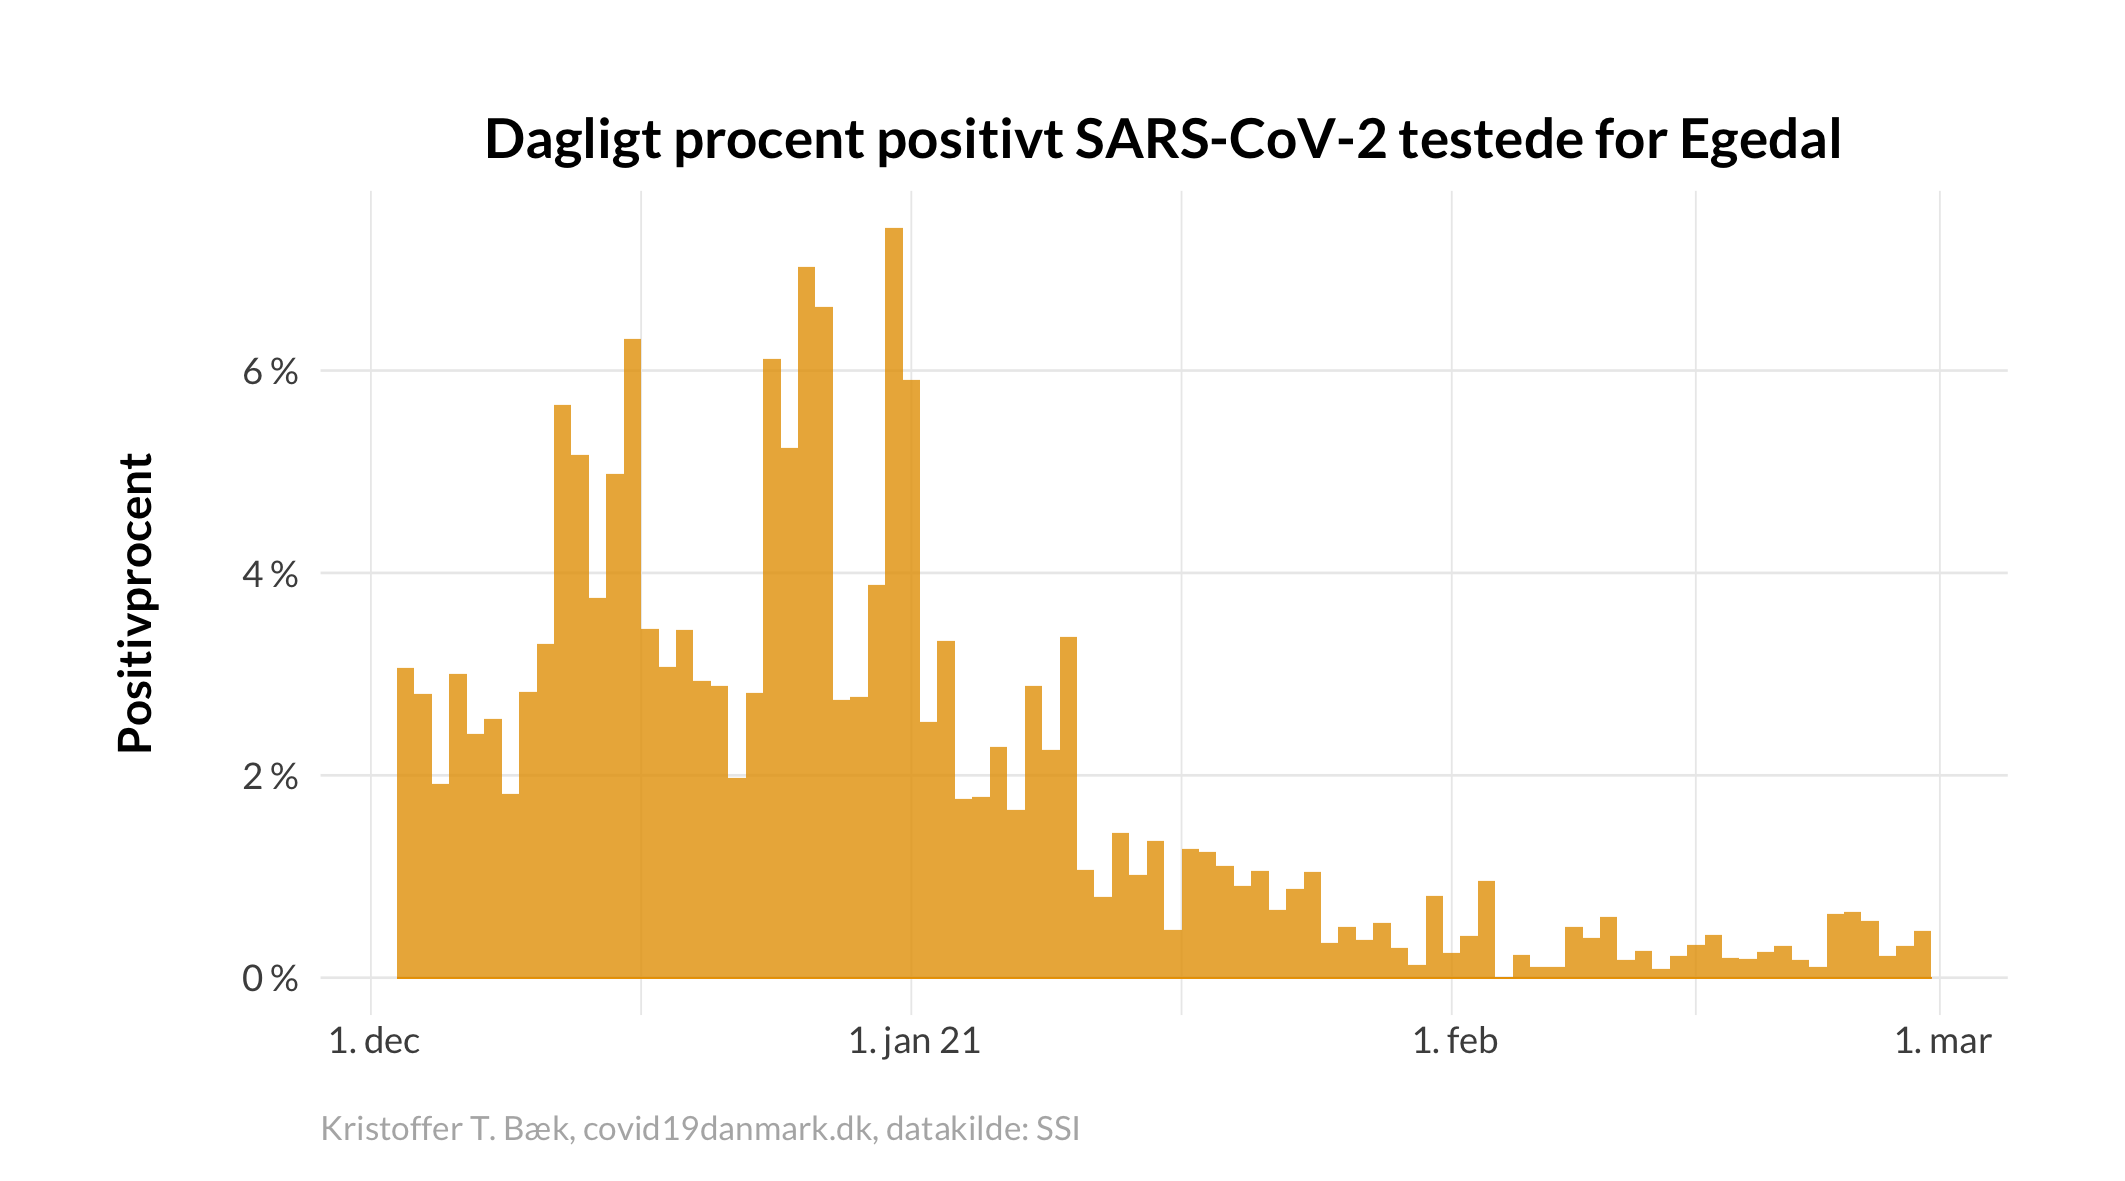 Dagligt procent positivt SARS-CoV-2 testede for Egedal
Positivprocent
6 %
4 %
2 %
0 %
1. dec
1. jan 21
1. feb
1. mar
Kristoffer T. Bæk, covid19danmark.dk, datakilde: SSI